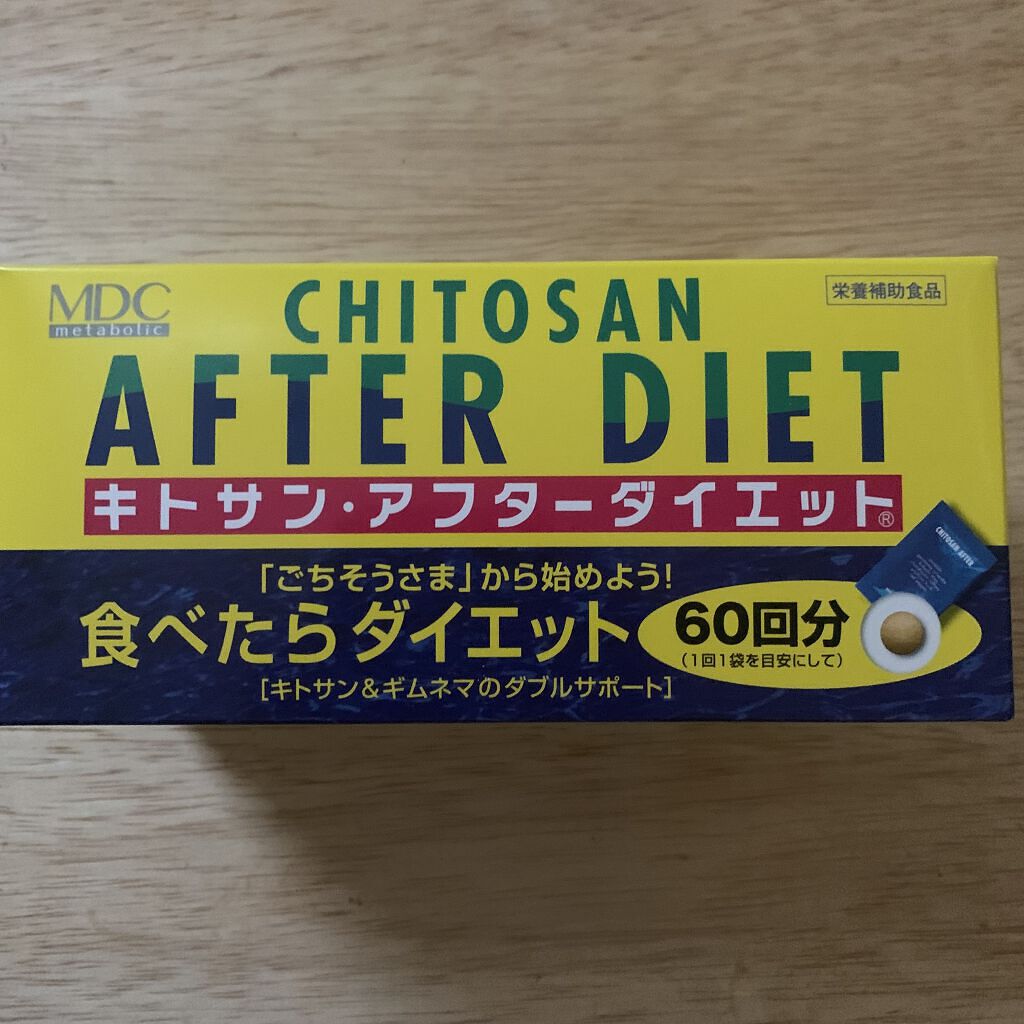 MDC
metabolic
CHITOSAN
栄養補助食品
AFTER DIET
キトサン・アフターダイエット®
「ごちそうさま」から始めよう!
食べたらダイエット
60回分
(1回1袋を目安にして)
[キトサン&ギムネマのダブルサポート]
CHITOSAN AFTER